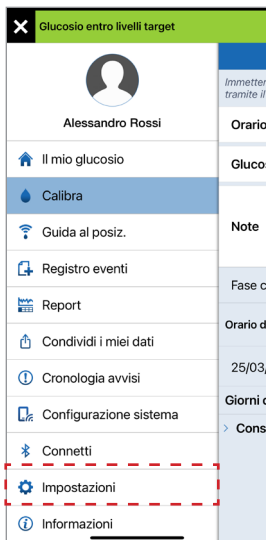 Glucosio entro livelli target
Alessandro Rossi
Il mio glucosio
Calibra
Guida al posiz.
Registro eventi
Report
Condividi i miei dati
Cronologia avvisi
Configurazione sistema
Connetti
Impostazioni
Informazioni
Immetter
tramite il
Orario
Glucos
Note
Fase c
Orario d
25/03/
Giorni d
> Cons